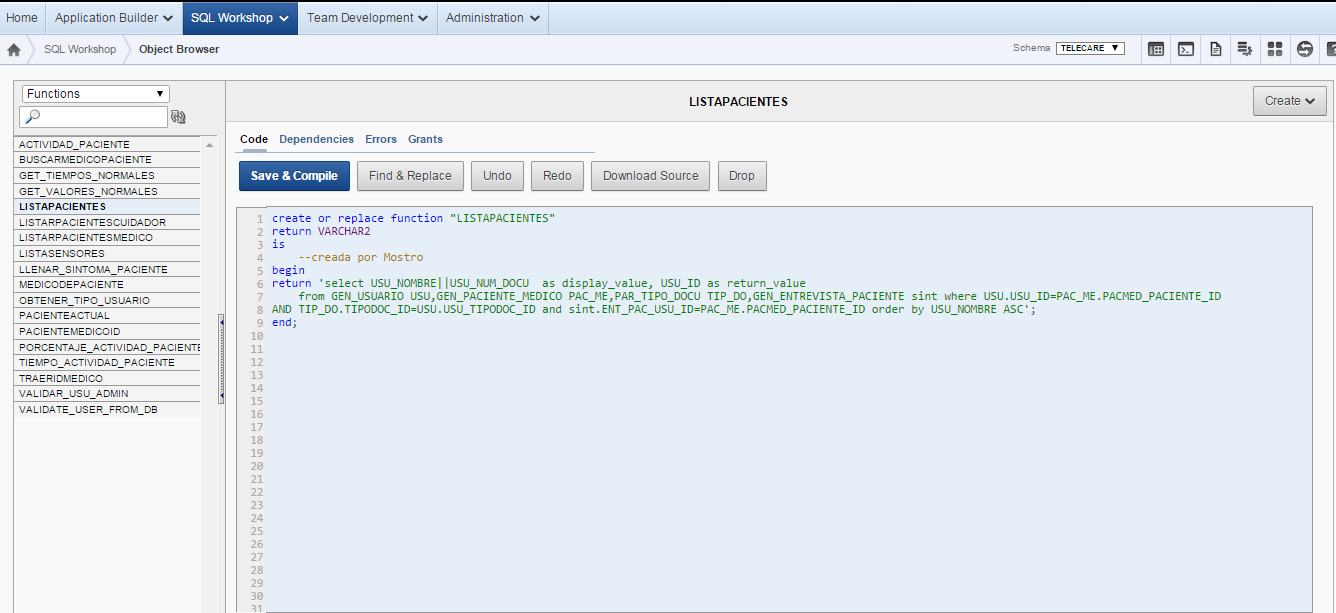 Home Application Builder SQL Workshop Team Development Administration
SQL Workshop Object Browser Schema TELECARE
Functions
LISTAPACIENTES
Create
Code Dependencies Errors Grants
Save & Compile Find & Replace Undo Redo Download Source Drop
ACTIVIDAD_PACIENTE
BUSCARMEDICOPACIENTE
GET_TIEMPOS_NORMALES
GET_VALORES_NORMALES
LISTAPACIENTES
LISTARPACIENTESCUIDADOR
LISTARPACIENTESMEDICO
LISTASENSORES
LLENAR_SINTOMA_PACIENTE
MEDICODEPACIENTE
OBTENER_TIPO_USUARIO
PACIENTEACTUAL
PACIENTEMEDICOID
PORCENTAJE_ACTIVIDAD_PACIENTE
TIEMPO_ACTIVIDAD_PACIENTE
TRAERIDMEDICO
VALIDAR_USU_ADMIN
VALIDATE_USER_FROM_DB
1 create or replace function "LISTAPACIENTES"
2 return VARCHAR2
3 is
4 --creada por Mostro
5 begin
6 return 'select USU_NOMBRE||USU_NUM_DOCU as display_value, USU_ID as return_value
7 from GEN_USUARIO USU,GEN_PACIENTE_MEDICO PAC_ME,PAR_TIPO_DOCU TIP_DO,GEN_ENTREVISTA_PACIENTE sint where USU.USU_ID=PAC_ME.PACMED_PACIENTE_ID
8 AND TIP_DO.TIPODOC_ID=USU.USU_TIPODOC_ID and sint.ENT_PAC_USU_ID=PAC_ME.PACMED_PACIENTE_ID order by USU_NOMBRE ASC';
9 end;
10
11
12
13
14
15
16
17
18
19
20
21
22
23
24
25
26
27
28
29
30
31